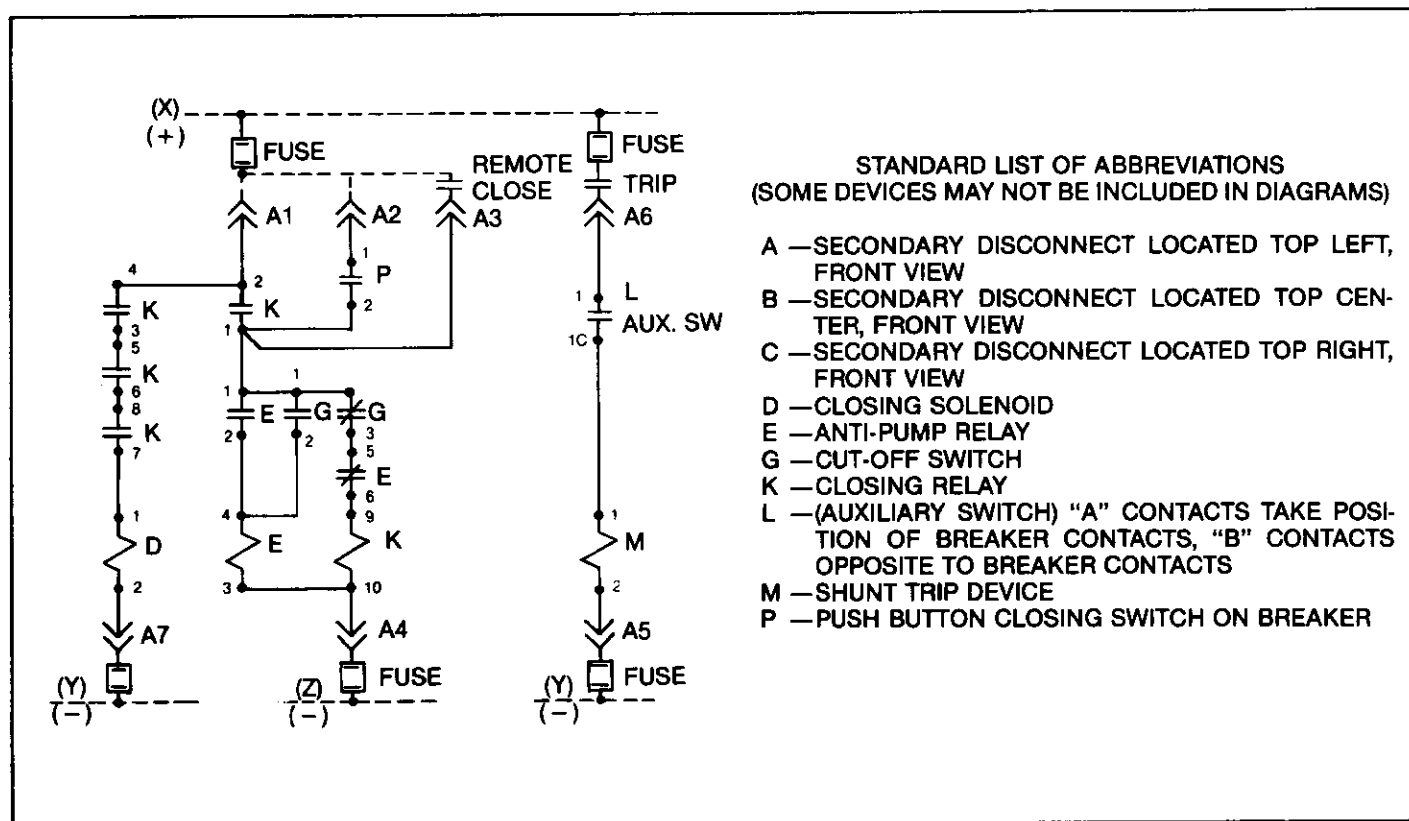 (X)
(+)
FUSE
FUSE
REMOTE
CLOSE
TRIP
A1
A2
A3
A6
1
P
2
4
2
K
K
1
3
5
K
6
8
K
7
1
L
AUX. SW
1C
1
1
E
G
G
2
2
3
5
E
6
4
9
1
D
2
E
K
3
10
1
M
2
A7
A4
A5
FUSE
FUSE
(Y)
(-)
(Z)
(-)
(Y)
(-)
STANDARD LIST OF ABBREVIATIONS
(SOME DEVICES MAY NOT BE INCLUDED IN DIAGRAMS)
A —SECONDARY DISCONNECT LOCATED TOP LEFT,
FRONT VIEW
B —SECONDARY DISCONNECT LOCATED TOP CEN-
TER, FRONT VIEW
C —SECONDARY DISCONNECT LOCATED TOP RIGHT,
FRONT VIEW
D —CLOSING SOLENOID
E —ANTI-PUMP RELAY
G —CUT-OFF SWITCH
K —CLOSING RELAY
L —(AUXILIARY SWITCH) “A” CONTACTS TAKE POSI-
TION OF BREAKER CONTACTS, “B” CONTACTS
OPPOSITE TO BREAKER CONTACTS
M —SHUNT TRIP DEVICE
P —PUSH BUTTON CLOSING SWITCH ON BREAKER